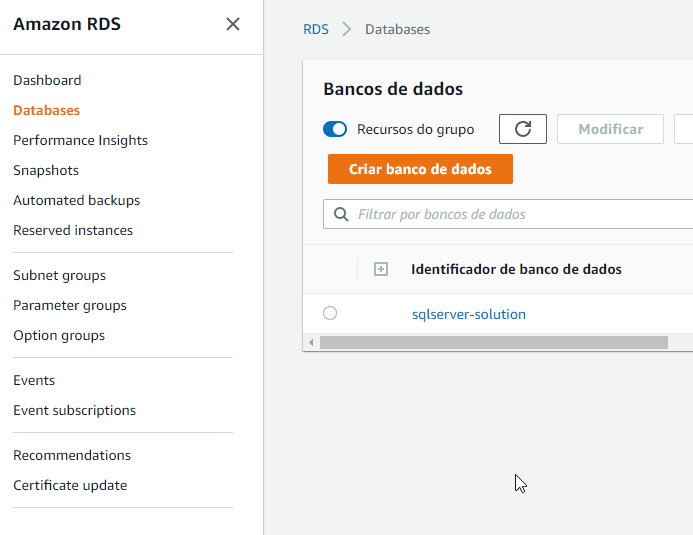 Amazon RDS
Dashboard
Databases
Performance Insights
Snapshots
Automated backups
Reserved instances
Subnet groups
Parameter groups
Option groups
Events
Event subscriptions
Recommendations
Certificate update
RDS > Databases
Bancos de dados
Recursos do grupo Modificar
Criar banco de dados
Filtrar por bancos de dados
Identificador de banco de dados
sqlserver-solution